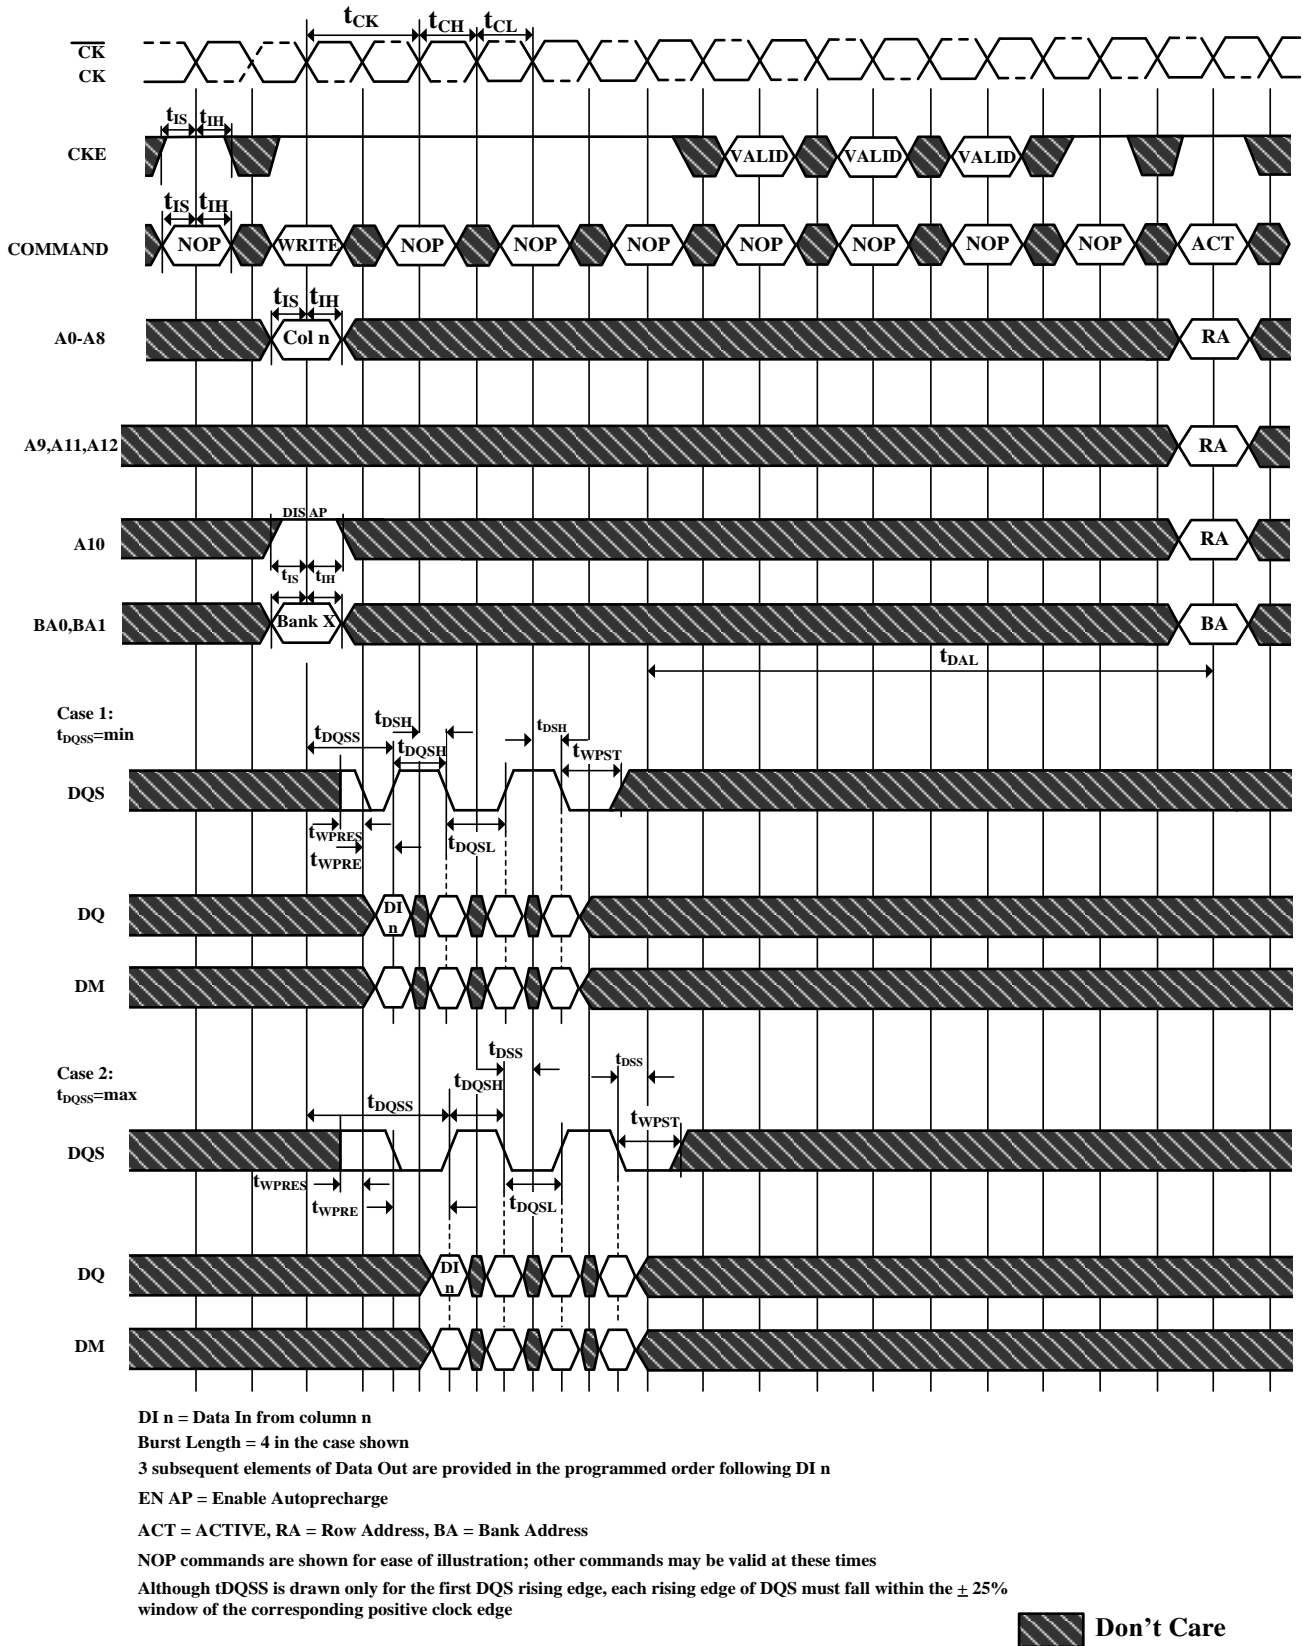 tCK tCH tCL
CK
CK
tIS tIH
CKE VALID VALID VALID
tIS tIH
COMMAND NOP WRITE NOP NOP NOP NOP NOP NOP NOP ACT
tIS tIH
A0-A8 Col n RA
A9,A11,A12 RA
DIS AP
A10 RA
tIS tIH
BA0,BA1 Bank X BA
tDAL
Case 1:
tDQSS=min
tDSH tDSH
tDQSS tDQSH tWPST
DQS
tWPRES
tWPRE tDQSL
DQ DI n
DM
tDSS tDSS
Case 2:
tDQSS=max
tDQSS tDQSH tWPST
DQS
tWPRES
tWPRE tDQSL
DQ DI n
DM
DI n = Data In from column n
Burst Length = 4 in the case shown
3 subsequent elements of Data Out are provided in the programmed order following DI n
EN AP = Enable Autoprecharge
ACT = ACTIVE, RA = Row Address, BA = Bank Address
NOP commands are shown for ease of illustration; other commands may be valid at these times
Although tDQSS is drawn only for the first DQS rising edge, each rising edge of DQS must fall within the ± 25%
window of the corresponding positive clock edge
Don't Care